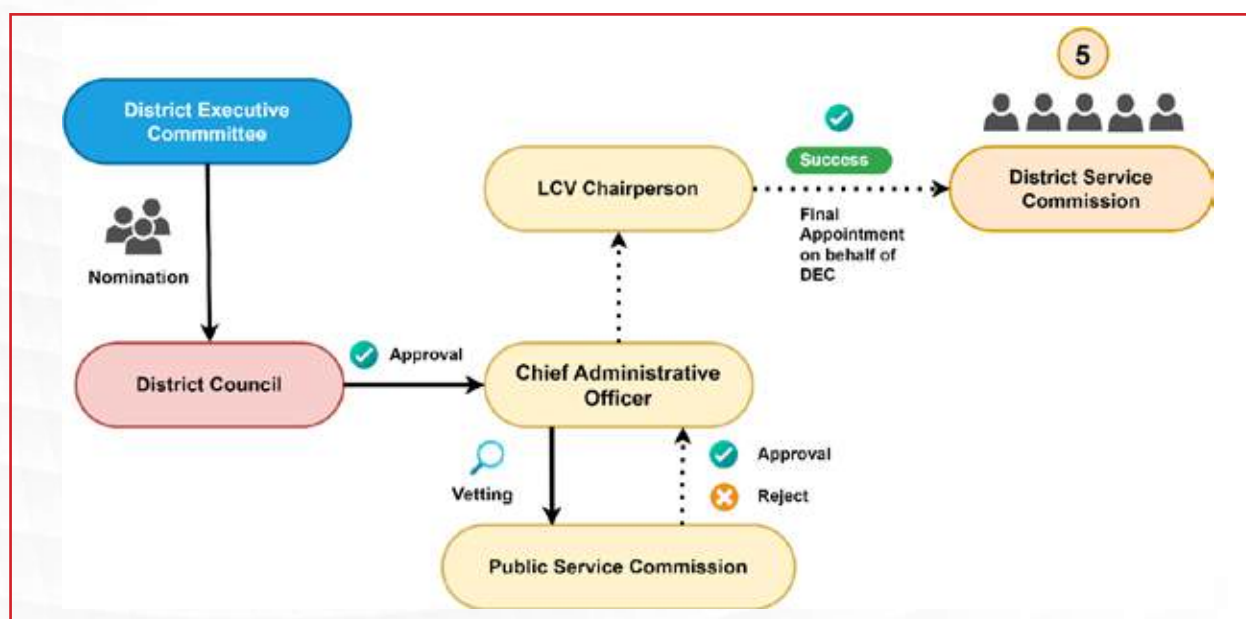 District Executive
Commmittee
Nomination
District Council
Approval
Chief Administrative
Officer
Vetting
Public Service Commission
Approval
Reject
LCV Chairperson
Success
Final
Appointment
on behalf of
DEC
5
District Service
Commission